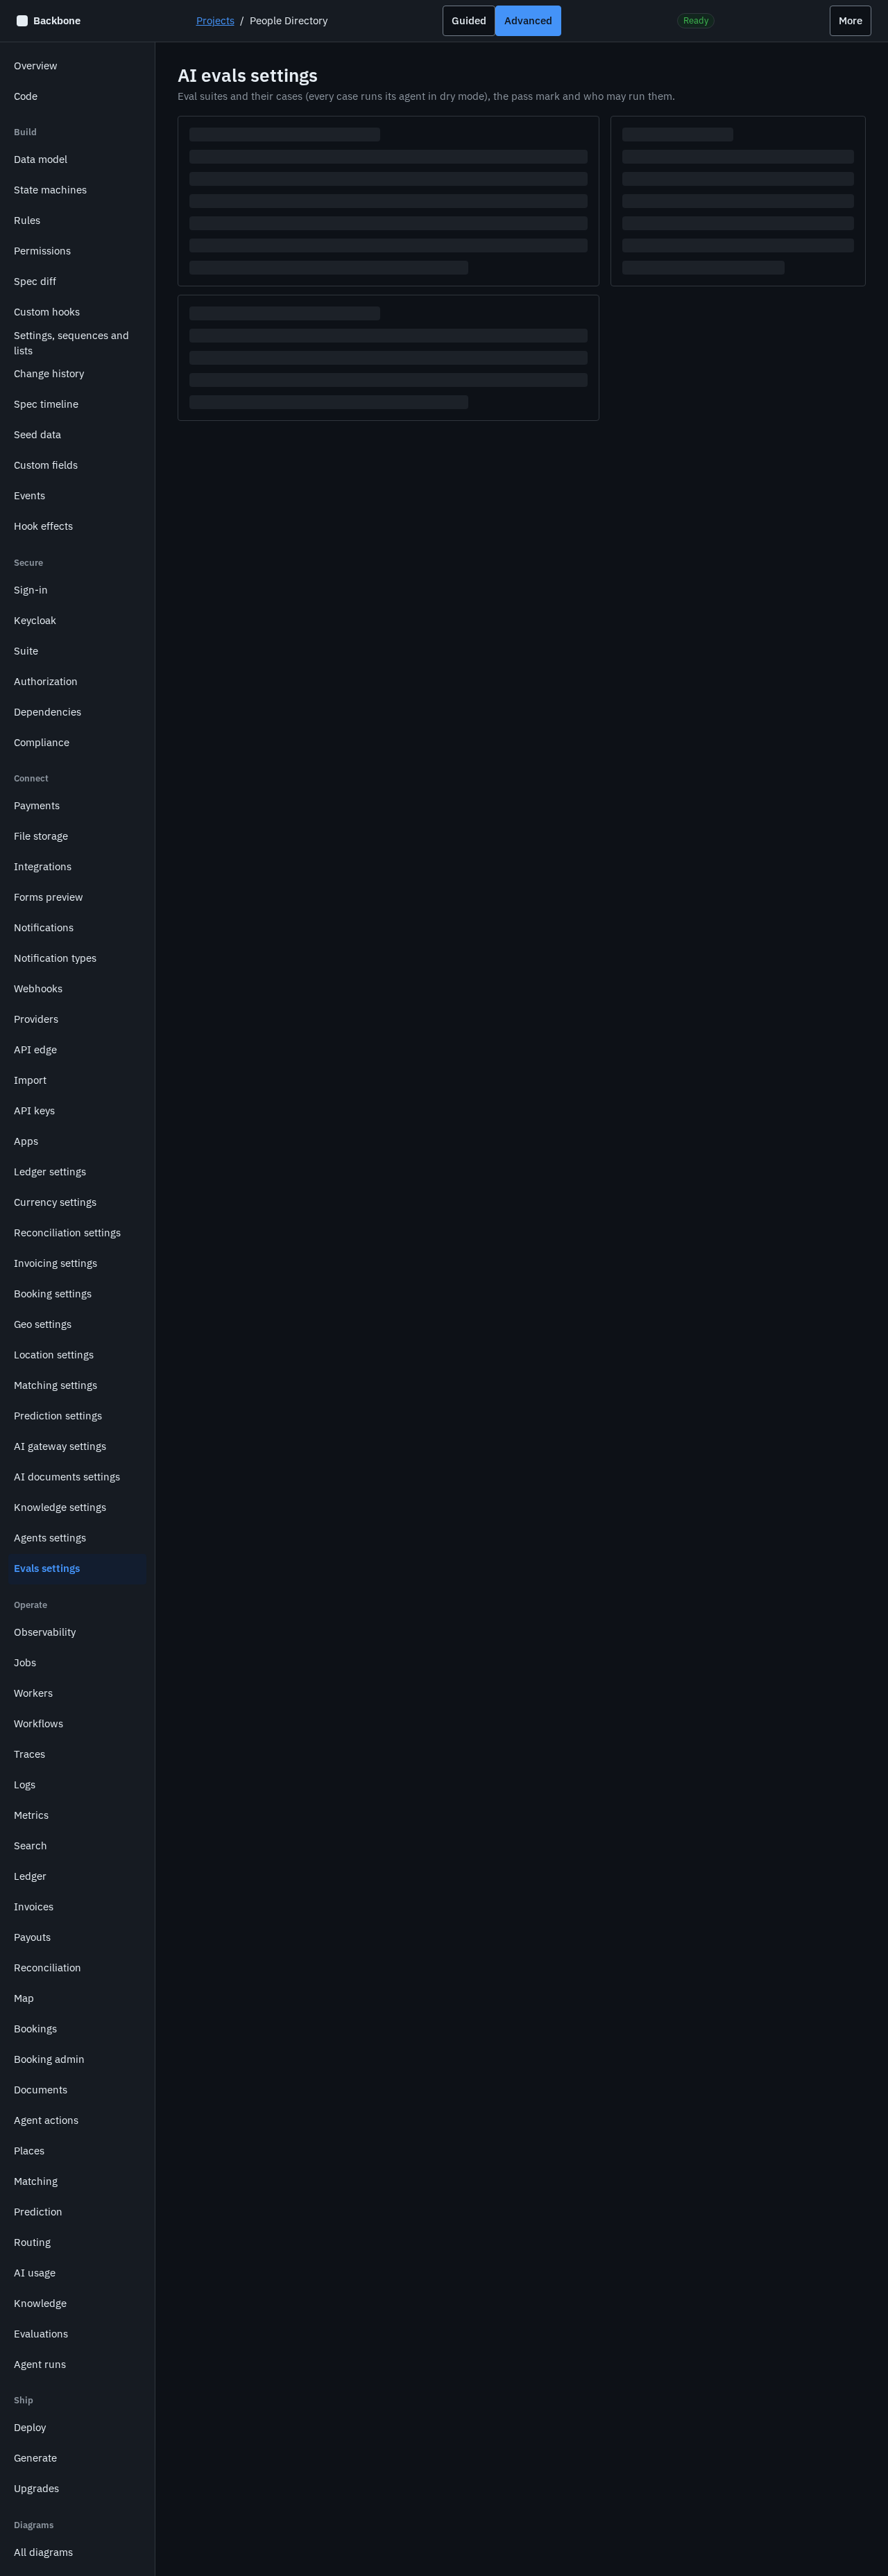 Backbone
Projects / People Directory
Guided
Advanced
Ready
More
Overview
Code
Build
Data model
State machines
Rules
Permissions
Spec diff
Custom hooks
Settings, sequences and
lists
Change history
Spec timeline
Seed data
Custom fields
Events
Hook effects
Secure
Sign-in
Keycloak
Suite
Authorization
Dependencies
Compliance
Connect
Payments
File storage
Integrations
Forms preview
Notifications
Notification types
Webhooks
Providers
API edge
Import
API keys
Apps
Ledger settings
Currency settings
Reconciliation settings
Invoicing settings
Booking settings
Geo settings
Location settings
Matching settings
Prediction settings
AI gateway settings
AI documents settings
Knowledge settings
Agents settings
Evals settings
Operate
Observability
Jobs
Workers
Workflows
Traces
Logs
Metrics
Search
Ledger
Invoices
Payouts
Reconciliation
Map
Bookings
Booking admin
Documents
Agent actions
Places
Matching
Prediction
Routing
AI usage
Knowledge
Evaluations
Agent runs
Ship
Deploy
Generate
Upgrades
Diagrams
All diagrams
AI evals settings
Eval suites and their cases (every case runs its agent in dry mode), the pass mark and who may run them.